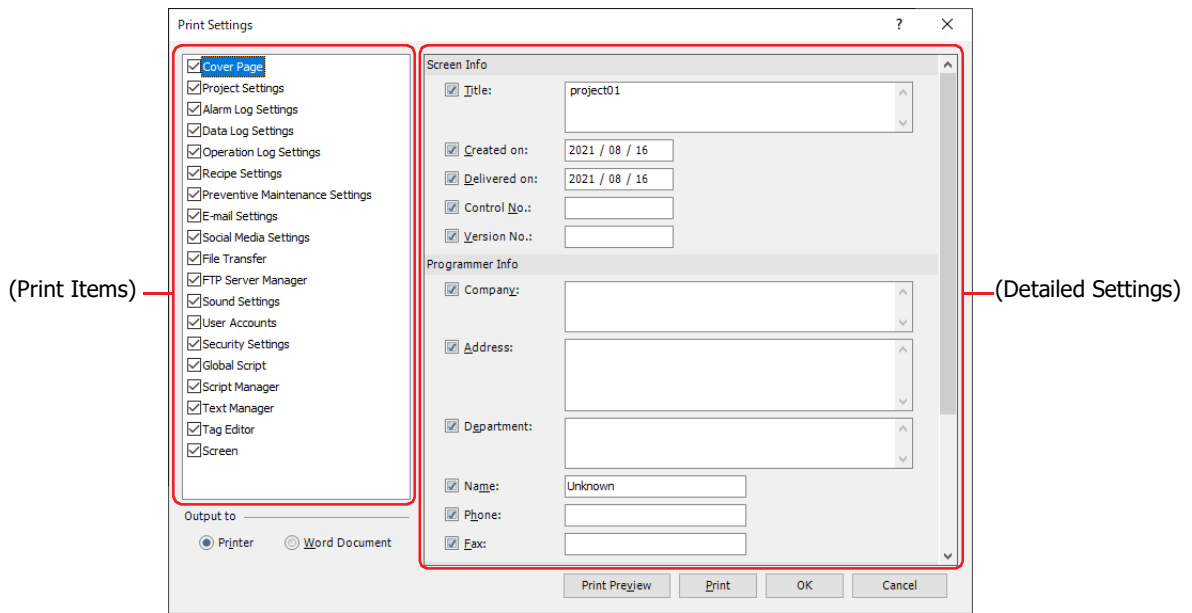 Print Settings
?
Cover Page
Project Settings
Alarm Log Settings
Data Log Settings
Operation Log Settings
Recipe Settings
Preventive Maintenance Settings
E-mail Settings
Social Media Settings
File Transfer
FTP Server Manager
Sound Settings
User Accounts
Security Settings
Global Script
Script Manager
Text Manager
Tag Editor
Screen
(Print Items)
Output to
Printer Word Document
Screen Info
Title: project01
Created on: 2021 / 08 / 16
Delivered on: 2021 / 08 / 16
Control No.:
Version No.:
Programmer Info
Company:
Address:
Department:
Name: Unknown
Phone:
Fax:
(Detailed Settings)
Print Preview Print OK Cancel